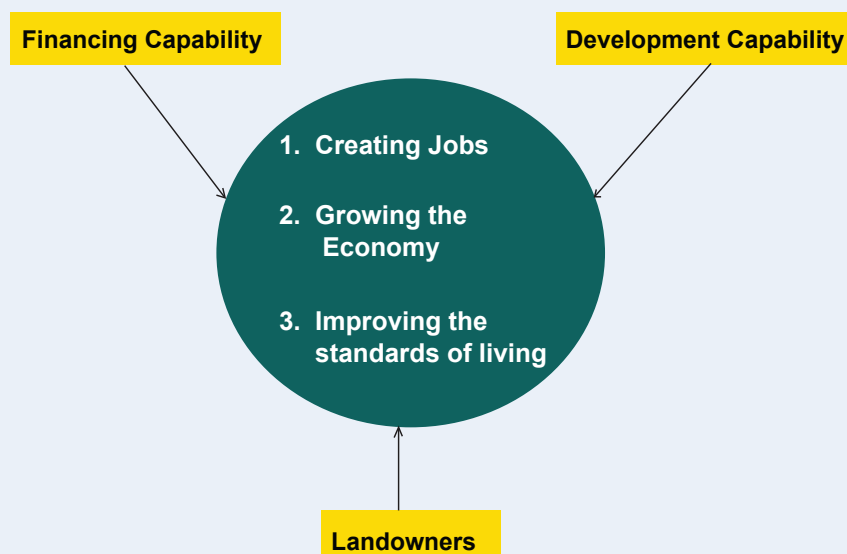 Financing Capability
Development Capability
1. Creating Jobs
2. Growing the
Economy
3. Improving the
standards of living
Landowners